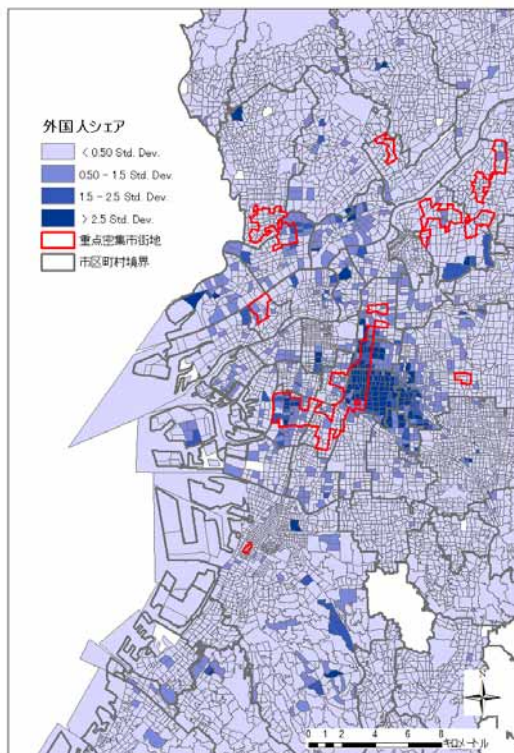 外国人シェア
< 0.50 Std. Dev.
0.50 - 1.5 Std. Dev.
1.5 - 2.5 Std. Dev.
> 2.5 Std. Dev.
重点密集市街地
市区町村境界
N
0 1 2 4 6 8
キロメートル